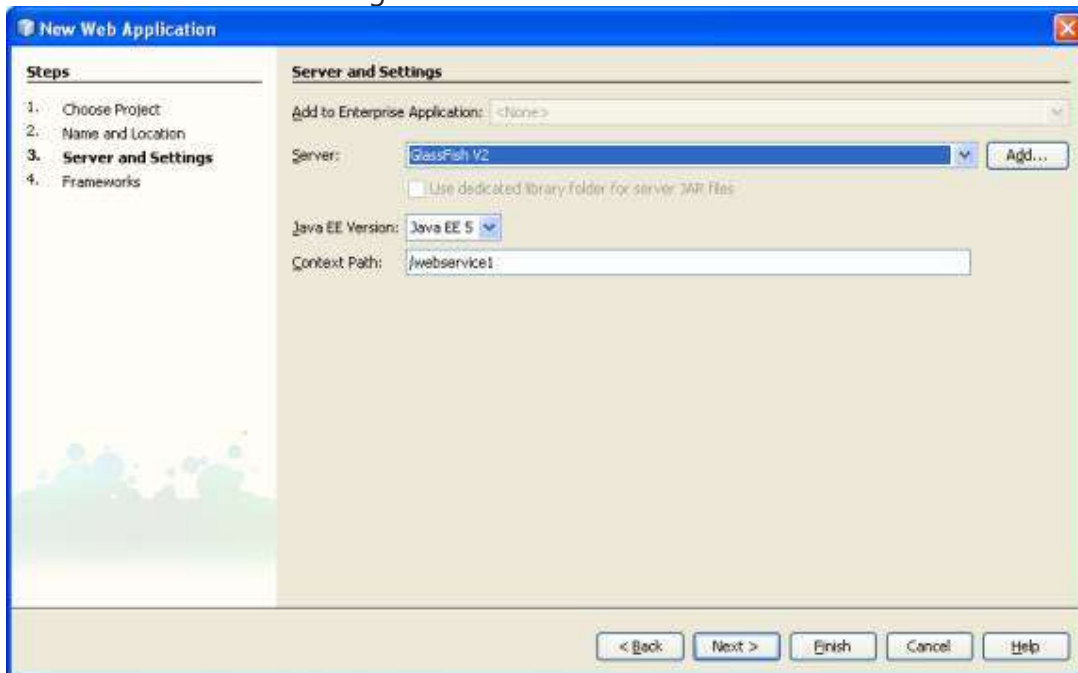 New Web Application
Steps
1. Choose Project
2. Name and Location
3. Server and Settings
4. Frameworks
Server and Settings
Add to Enterprise Application: <None>
Server: GlassFish V2 Add...
Use dedicated library folder for server JAR files
Java EE Version: Java EE 5
Context Path: /webservice1
< Back Next > Finish Cancel Help